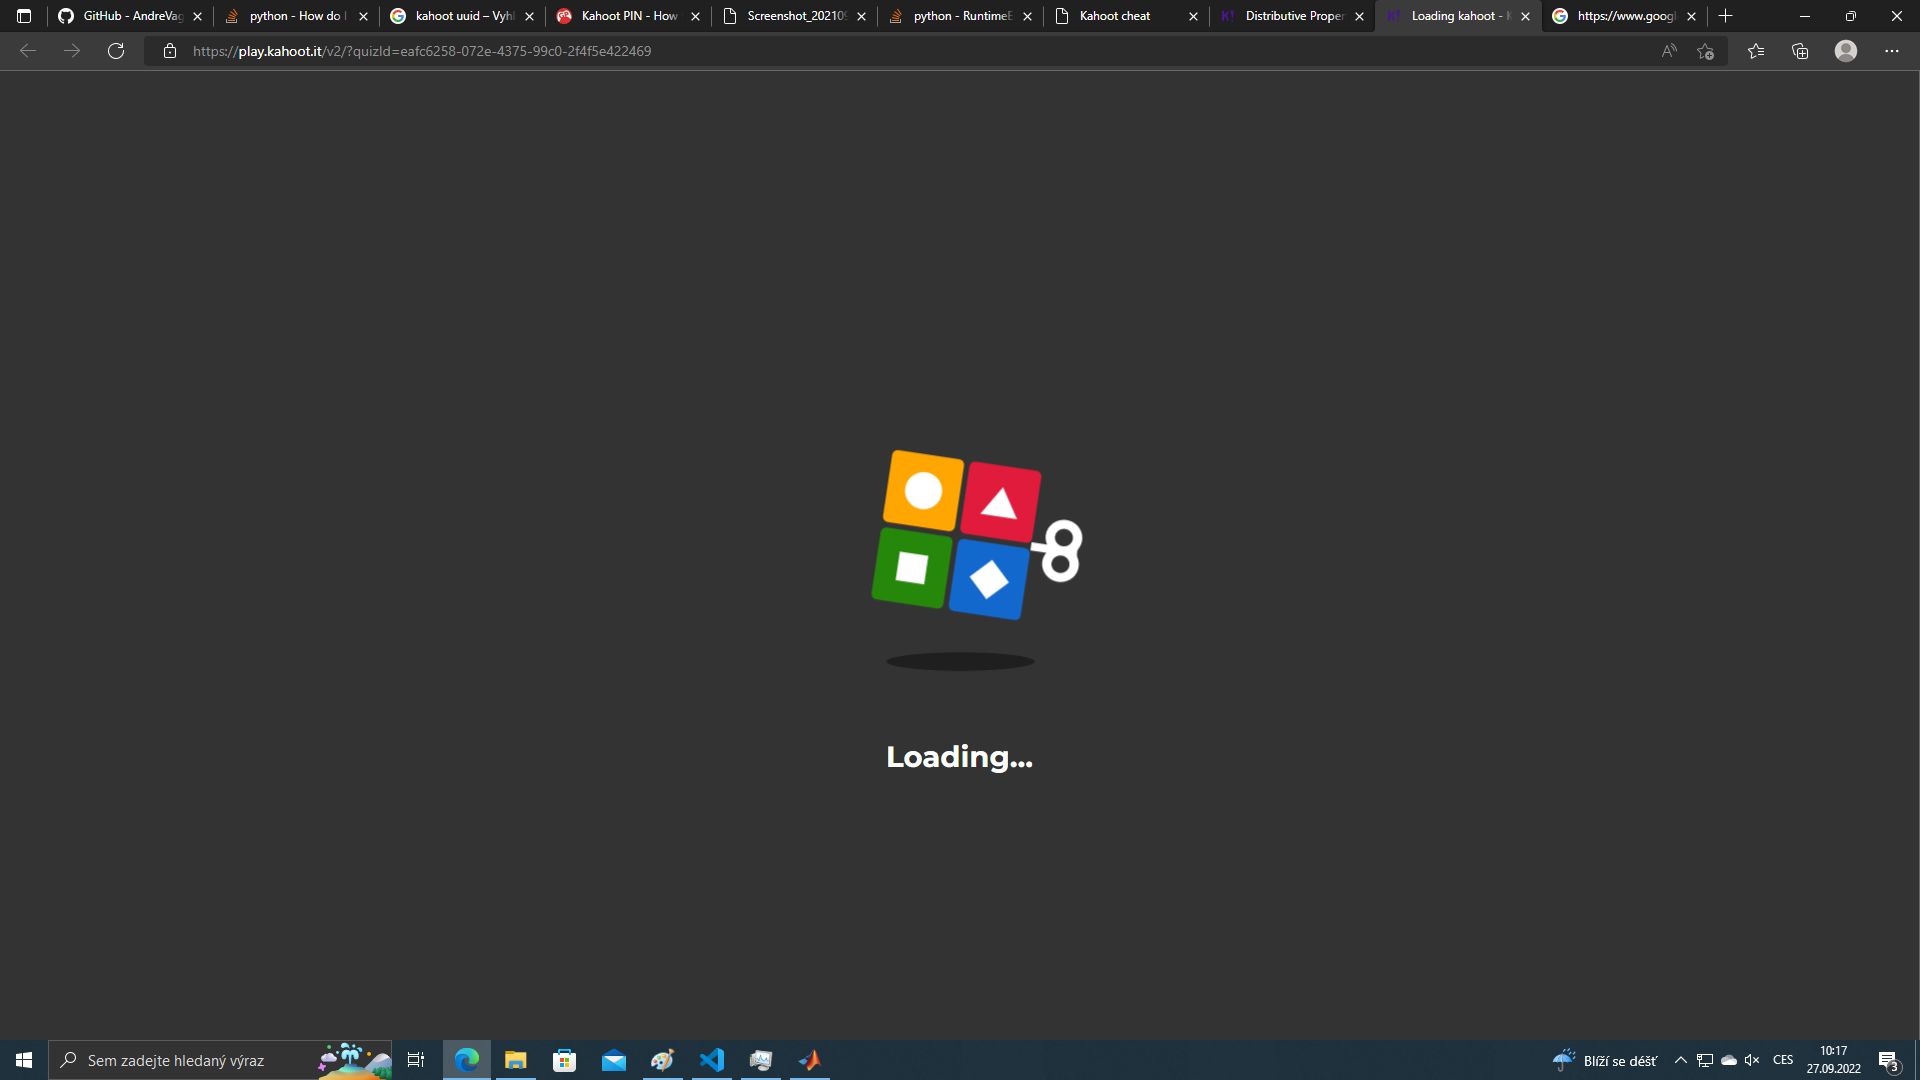 GitHub - AndreVag
python - How do I
kahoot uuid – Vyhl
Kahoot PIN - How
Screenshot_202109
python - RuntimeE
Kahoot cheat
Distributive Proper
Loading kahoot - K
https://www.googl
https://play.kahoot.it/v2/?quizId=eafc6258-072e-4375-99c0-2f4f5e422469
Loading...
Sem zadejte hledaný výraz
Blíží se déšť
CES
10:17
27.09.2022
3